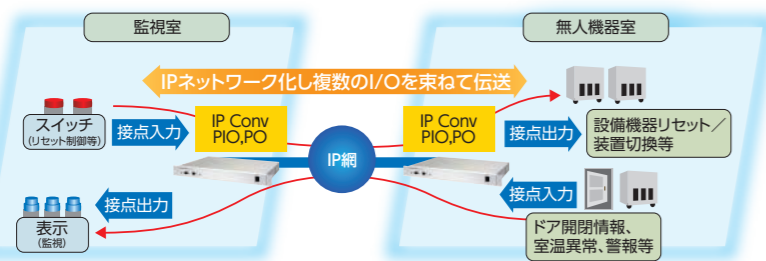 監視室
無人機器室
IPネットワーク化し複数のI/Oを束ねて伝送
スイッチ
(リセット制御等)
接点入力
IP Conv
PIO,PO
IP網
IP Conv
PIO,PO
接点出力
設備機器リセット／
装置切換等
表示
(監視)
接点出力
接点入力
ドア開閉情報、
室温異常、警報等